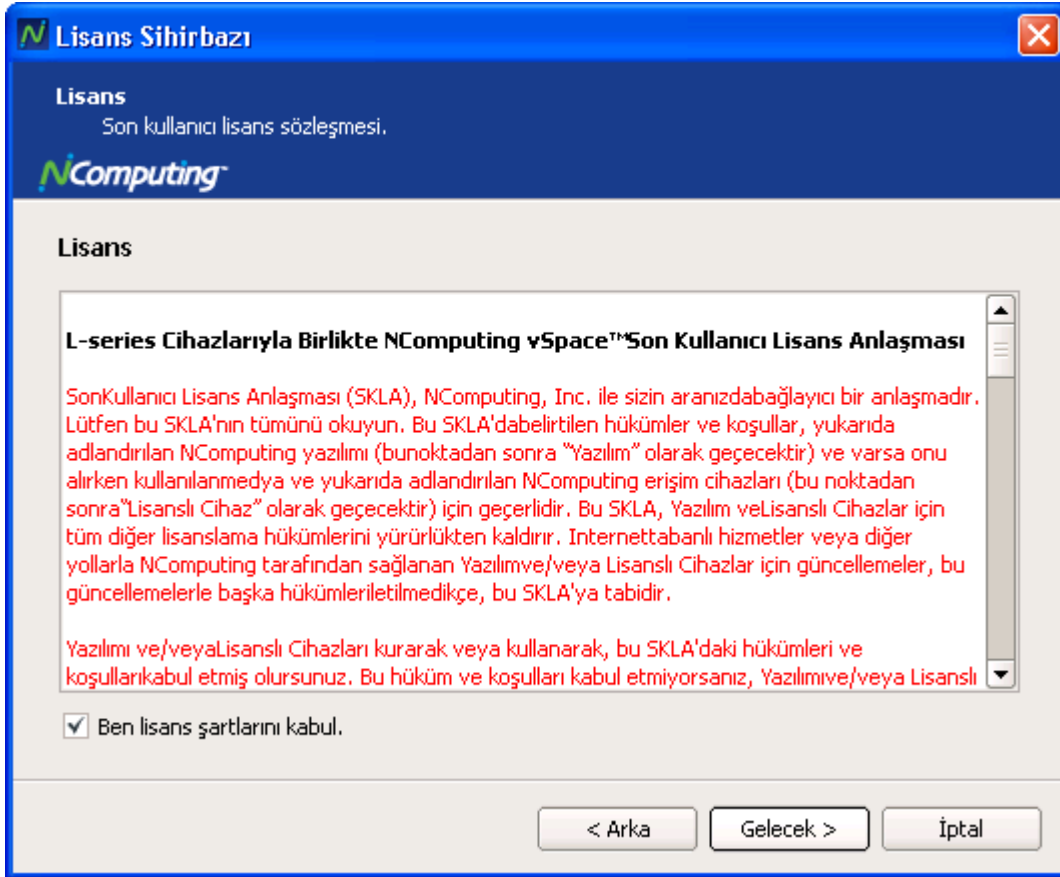 Lisans Sihirbazı
Lisans
Son kullanıcı lisans sözleşmesi.
NComputing™
Lisans
L-series Cihazlarıyla Birlikte NComputing vSpace™Son Kullanıcı Lisans Anlaşması
SonKullanıcı Lisans Anlaşması (SKLA), NComputing, Inc. ile sizin aranızdabağlayıcı bir anlaşmadır.
Lütfen bu SKLA'nın tümünü okuyun. Bu SKLA'dabelirtilen hükümler ve koşullar, yukarıda
adlandırılan NComputing yazılımı (bunoktadan sonra “Yazılım” olarak geçecektir) ve varsa onu
alırken kullanılanmedya ve yukarıda adlandırılan NComputing erişim cihazları (bu noktadan
sonra“Lisanslı Cihaz” olarak geçecektir) için geçerlidir. Bu SKLA, Yazılım veLisanslı Cihazlar için
tüm diğer lisanslama hükümlerini yürürlükten kaldırır. Internettabanlı hizmetler veya diğer
yollarla NComputing tarafından sağlanan Yazılımve/veya Lisanslı Cihazlar için güncellemeler, bu
güncellemelerle başka hükümleriletilmedikçe, bu SKLA'ya tabidir.
Yazılımı ve/veyaLisanslı Cihazları kurarak veya kullanarak, bu SKLA'daki hükümleri ve
koşullarıkabul etmiş olursunuz. Bu hüküm ve koşulları kabul etmiyorsanız, Yazılımıve/veya Lisanslı
Ben lisans şartlarını kabul.
< Arka
Gelecek >
İptal